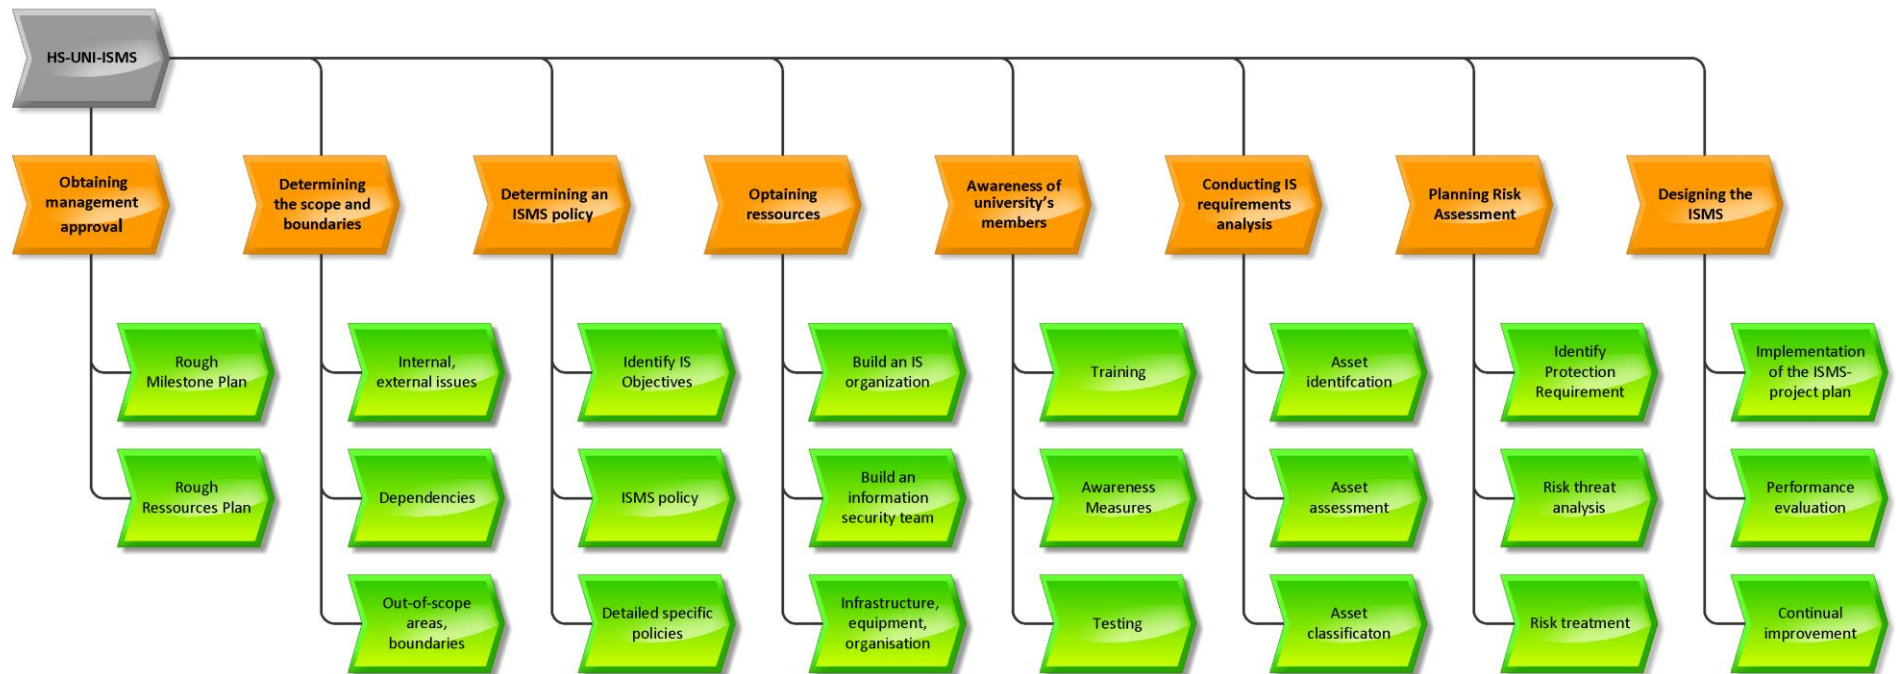 HS-UNI-ISMS
Obtaining
management
approval
Determining
the scope and
boundaries
Determining an
ISMS policy
Optaining
ressources
Awareness of
university's
members
Conducting IS
requirements
analysis
Planning Risk
Assessment
Designing the
ISMS
Rough
Milestone Plan
Internal,
external issues
Identify IS
Objectives
Build an IS
organization
Training
Asset
identifcation
Identify
Protection
Requirement
Implementation
of the ISMS-
project plan
Rough
Ressources Plan
Dependencies
ISMS policy
Build an
information
security team
Awareness
Measures
Asset
assessment
Risk threat
analysis
Performance
evaluation
Out-of-scope
areas,
boundaries
Detailed specific
policies
Infrastructure,
equipment,
organisation
Testing
Asset
classificaton
Risk treatment
Continual
improvement